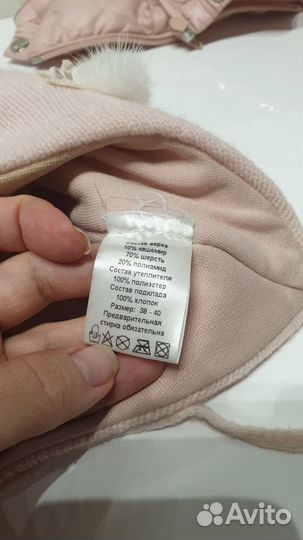 Состав верха
10% кашемир
70% шерсть
20% полиамид
Состав утеплителя
100% полиэстер
Состав подклада
100% хлопок
Размер: 38 - 40
Предварительная
стирка обязательна
Avito